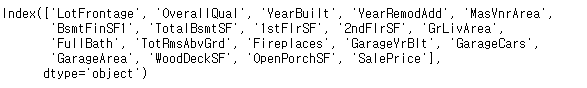 Index(['LotFrontage', 'OverallQual', 'YearBuilt', 'YearRemodAdd', 'MasVnrArea',
'BsmtFinSF1', 'TotalBsmtSF', '1stFlrSF', '2ndFlrSF', 'GrLivArea',
'FullBath', 'TotRmsAbvGrd', 'Fireplaces', 'GarageYrBlt', 'GarageCars',
'GarageArea', 'WoodDeckSF', 'OpenPorchSF', 'SalePrice'],
dtype='object')